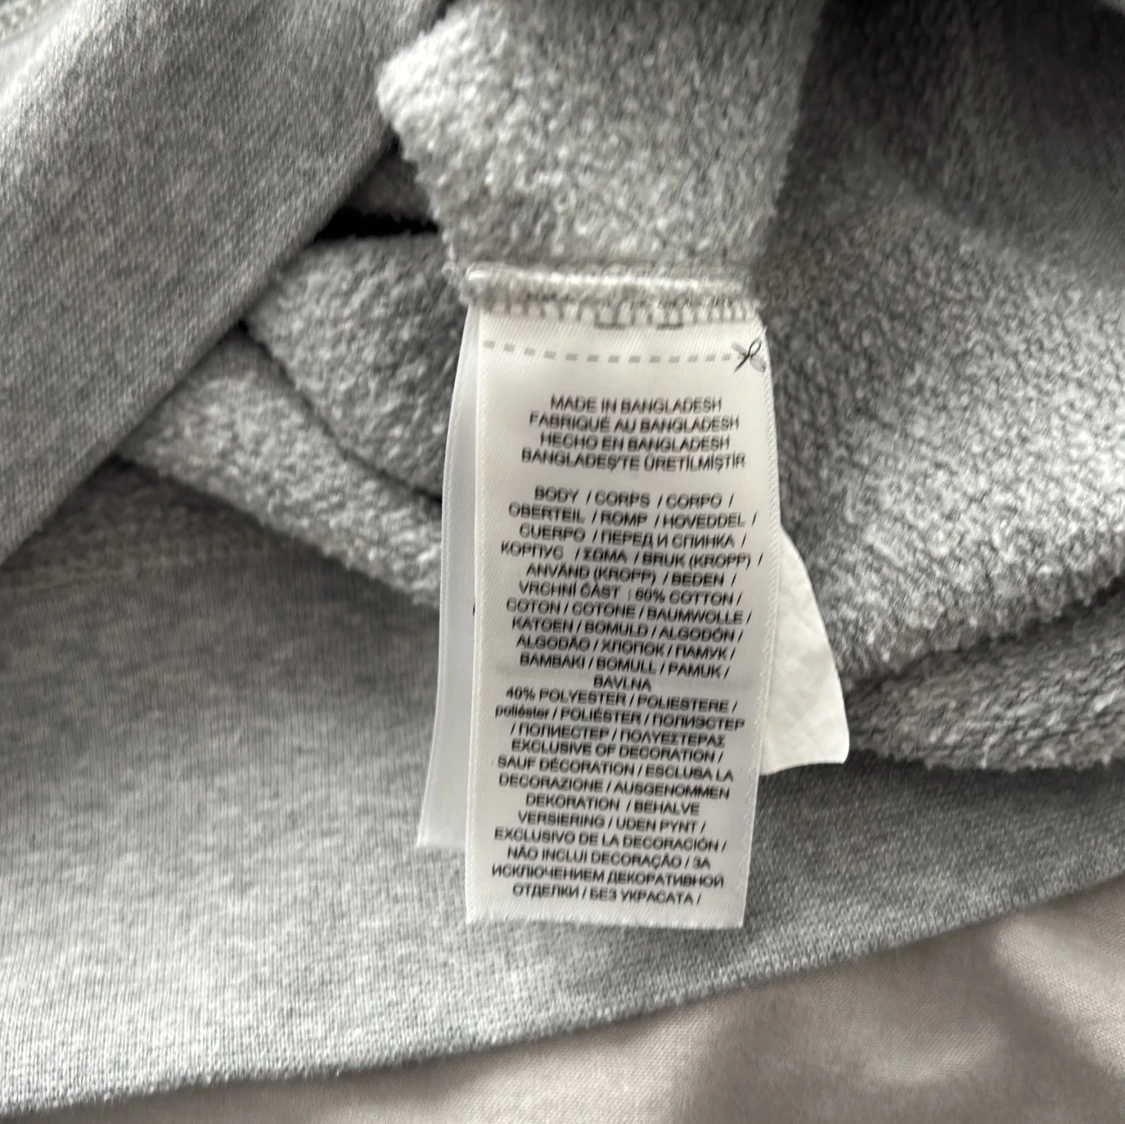 MADE IN BANGLADESH
FABRIQUÉ AU BANGLADESH
HECHO EN BANGLADESH
BANGLADEŞ'TE ÜRETİLMİŞTİR
BODY / CORPS / CORPO /
OBERTEIL / ROMP / HOVEDDEL /
CUERPO / ПЕРЕД И СПИНКА /
КОРПУС / ΣΩΜΑ / BRUK (KROPP) /
ANVÄND (KROPP) / BEDEN /
VRCHNÍ ČÁST : 60% COTTON /
COTON / COTONE / BAUMWOLLE /
KATOEN / BOMULD / ALGODÓN /
ALGODÃO / ХЛОПОК / ПАМУК /
BAMBAKI / BOMULL / PAMUK /
BAVLNA
40% POLYESTER / POLIESTERE /
poliéster / POLIÉSTER / ПОЛИЭСТЕР
/ ПОЛИЕСТЕР / ΠΟΛΥΕΣΤΕΡΑΣ
EXCLUSIVE OF DECORATION /
SAUF DÉCORATION / ESCLUSA LA
DECORAZIONE / AUSGENOMMEN
DEKORATION / BEHALVE
VERSIERING / UDEN PYNT /
EXCLUSIVO DE LA DECORACIÓN /
NÃO INCLUI DECORAÇÃO / ЗА
ИСКЛЮЧЕНИЕМ ДЕКОРАТИВНОЙ
ОТДЕЛКИ / БЕЗ УКРАСАТА /